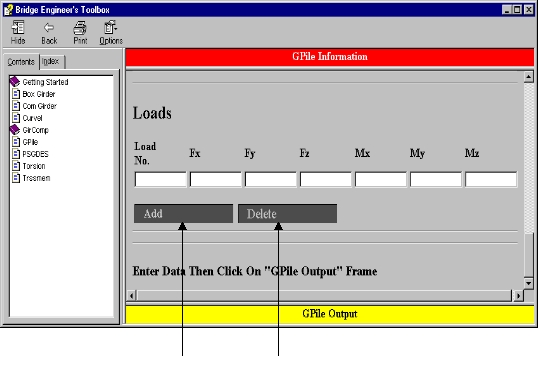 Bridge Engineer's Toolbox
Hide Back Print Options
Contents Index
GPile Information
Getting Started
Box Girder
Com Girder
Curvel
GirComp
GPile
PSGDES
Torsion
Trssmem
Loads
Load No. Fx Fy Fz Mx My Mz
Add Delete
Enter Data Then Click On "GPile Output" Frame
GPile Output